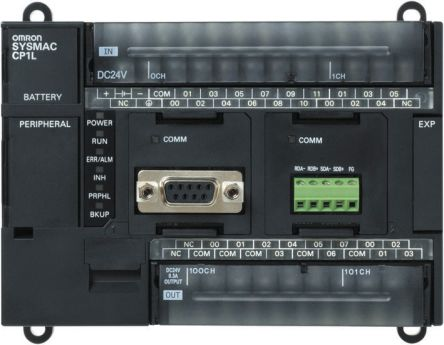 OMRON
SYSMAC
CP1L
IN
DC24V
0CH
1CH
BATTERY
+ − COM 01 03 05 07 09 11 01 03 05
NC 00 02 04 06 08 10 00 02 04 NC
PERIPHERAL
EXP
POWER
RUN
ERR/ALM
INH
PRPHL
BKUP
COMM
COMM
RDA- RDB+ SDA- SDB+ FG
NC 00 01 02 04 05 07 00 02
NC COM COM COM 03 COM 06 COM 01 03
DC24V
0.3A
OUTPUT
100CH
101CH
OUT